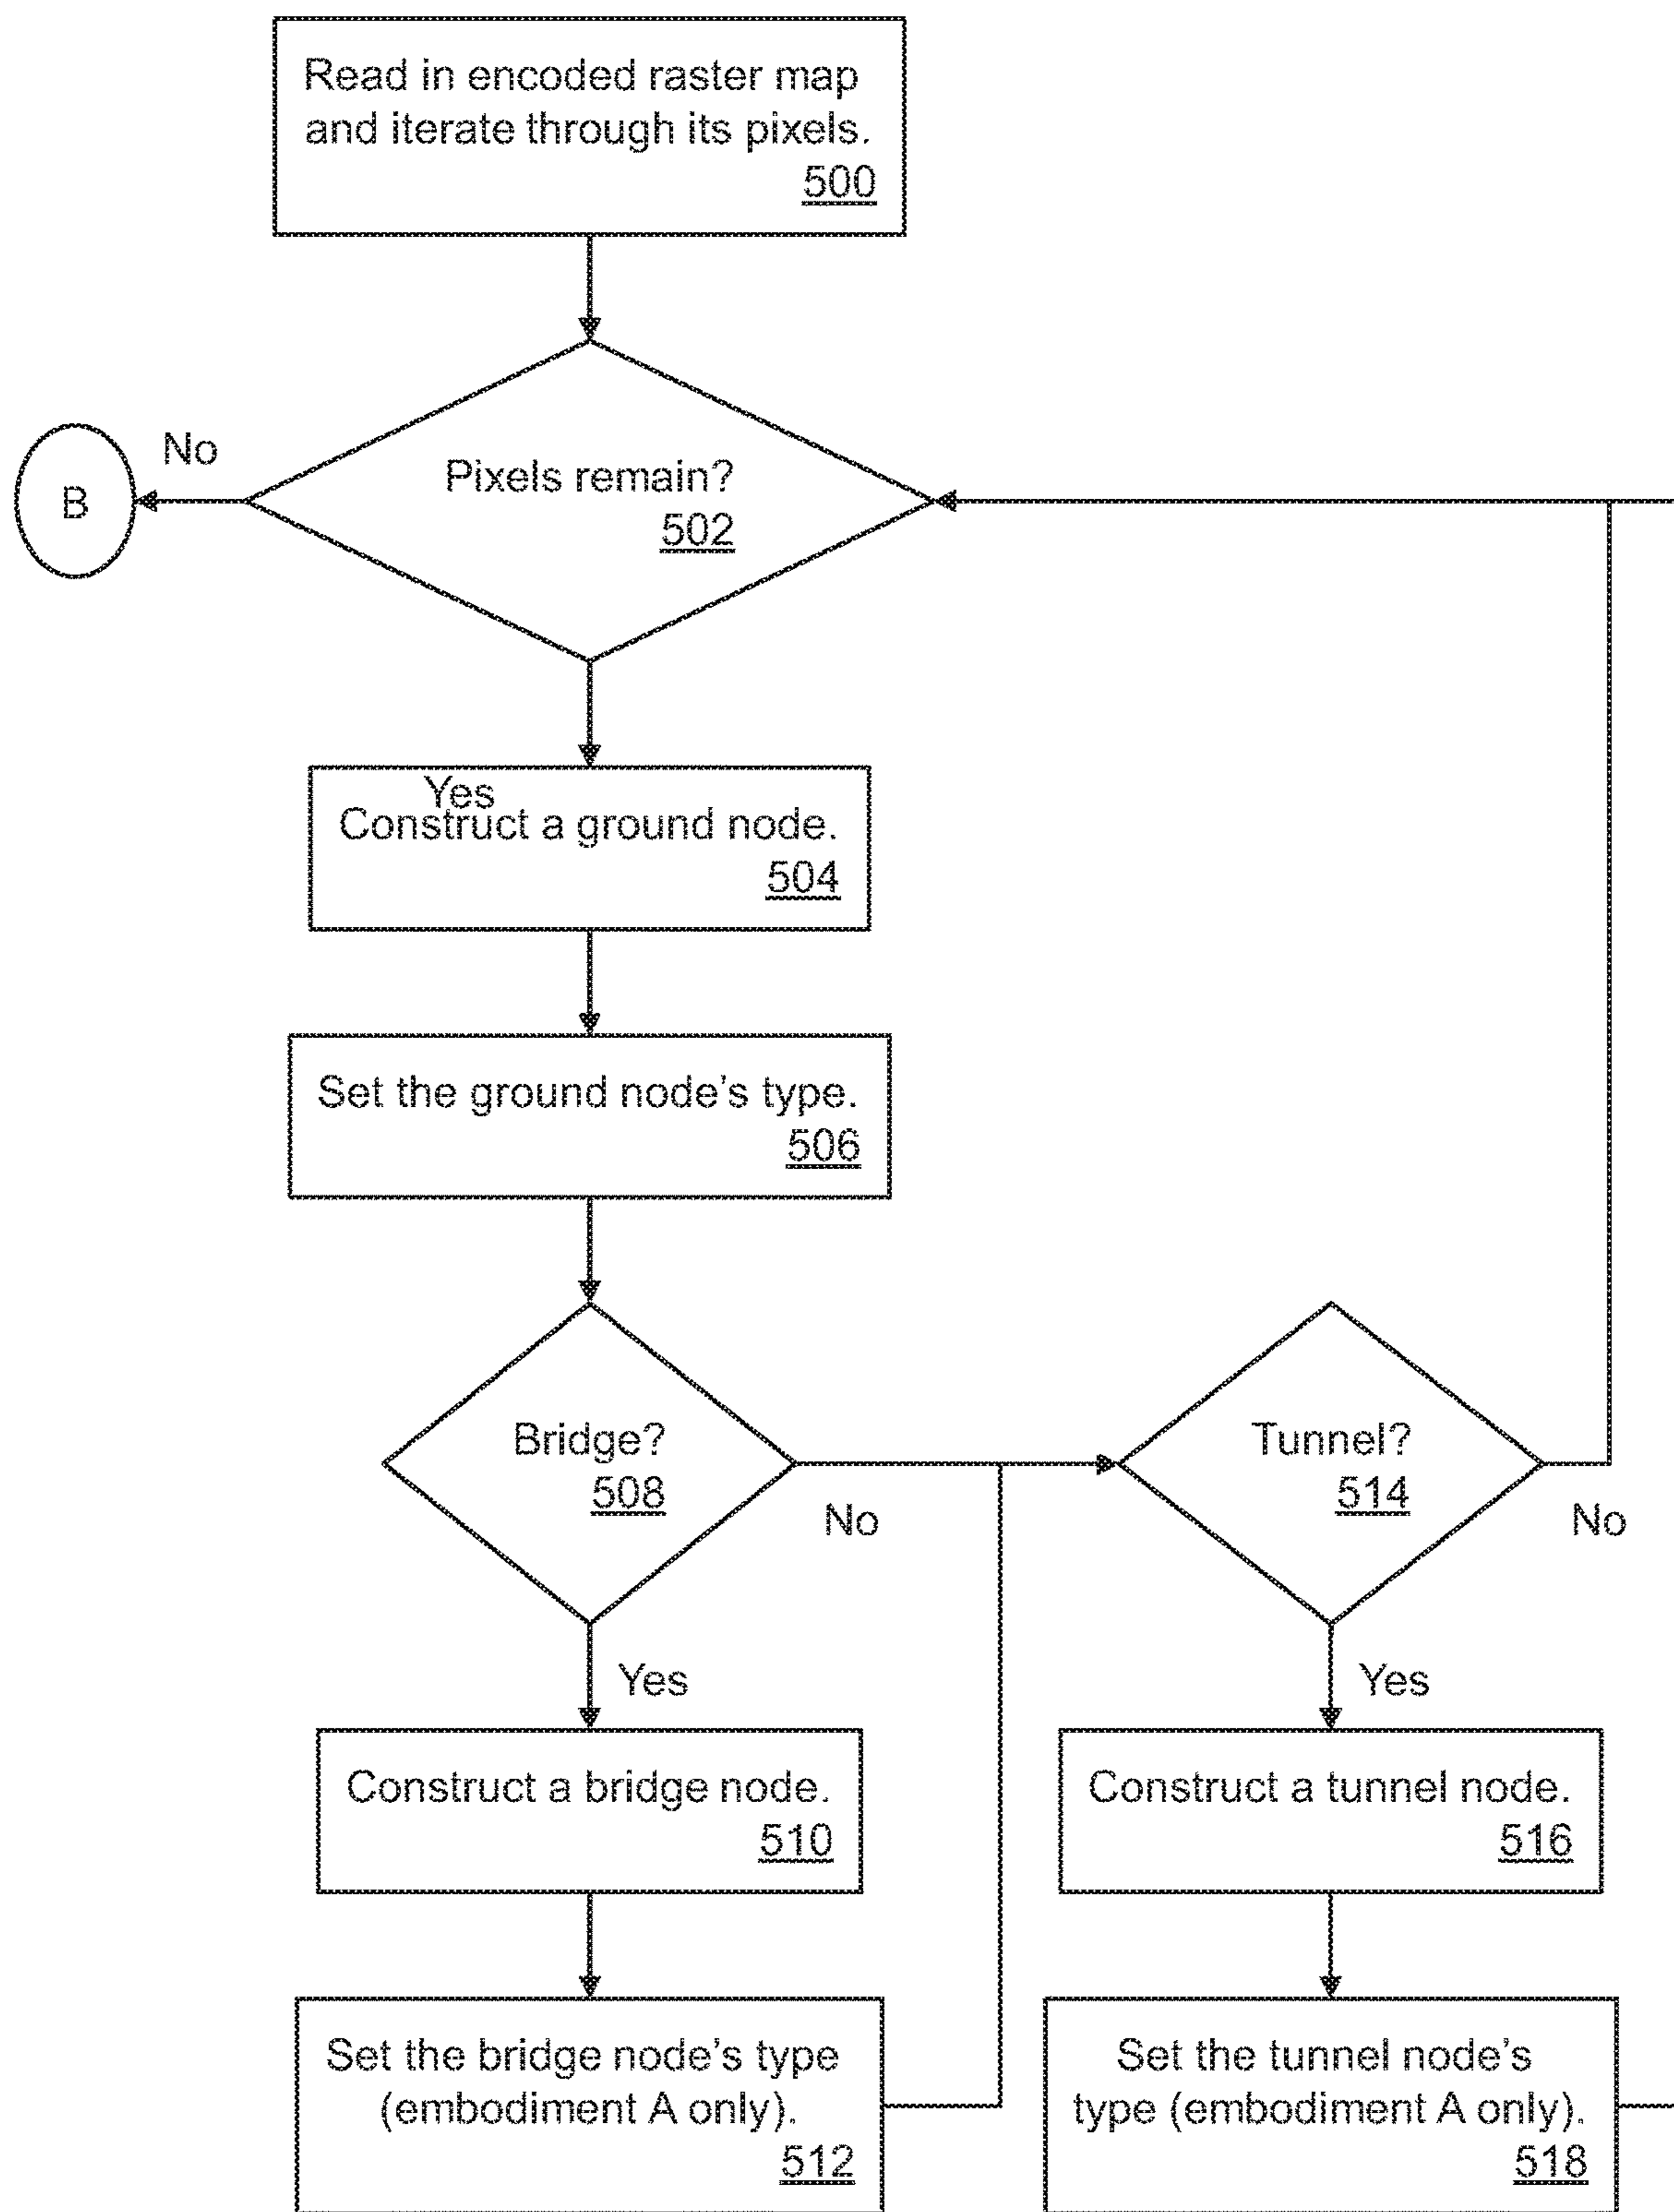 Read in encoded raster map
and iterate through its pixels.
500
No
B
Pixels remain?
502
Yes
Construct a ground node.
504
Set the ground node's type.
506
Bridge?
508
No
Tunnel?
514
No
Yes
Yes
Construct a bridge node.
510
Construct a tunnel node.
516
Set the bridge node's type
(embodiment A only).
512
Set the tunnel node's
type (embodiment A only).
518